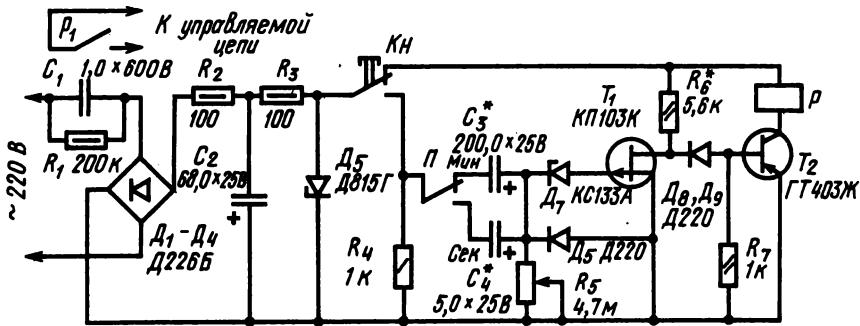 P₁
К управляемой
цепи
C₁
1,0×600В
R₁ 200к
~220 В
R₂
100
R₃
100
C2
68,0×25В
Д₁-Д₄
Д226Б
Кн
Д₅
Д815Г
R₄
1к
П
Мин
Сек
C₃*
200,0×25В
C₄*
5,0×25В
Д₇
КС133А
Д₅ Д220
R₅
4,7м
T₁
КП103К
R₆*
5,6к
Р
T₂
ГТ403Ж
Д₈,Д₉
Д220
R₇
1к